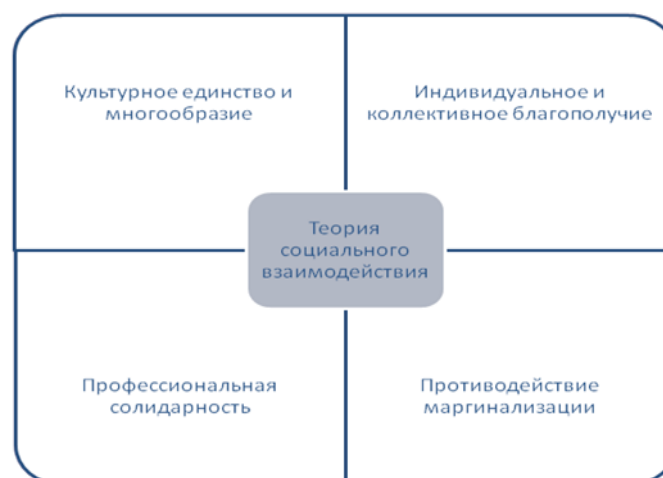 Культурное единство и
многообразие
Индивидуальное и
коллективное благополучие
Теория
социального
взаимодействия
Профессиональная
солидарность
Противодействие
маргинализации